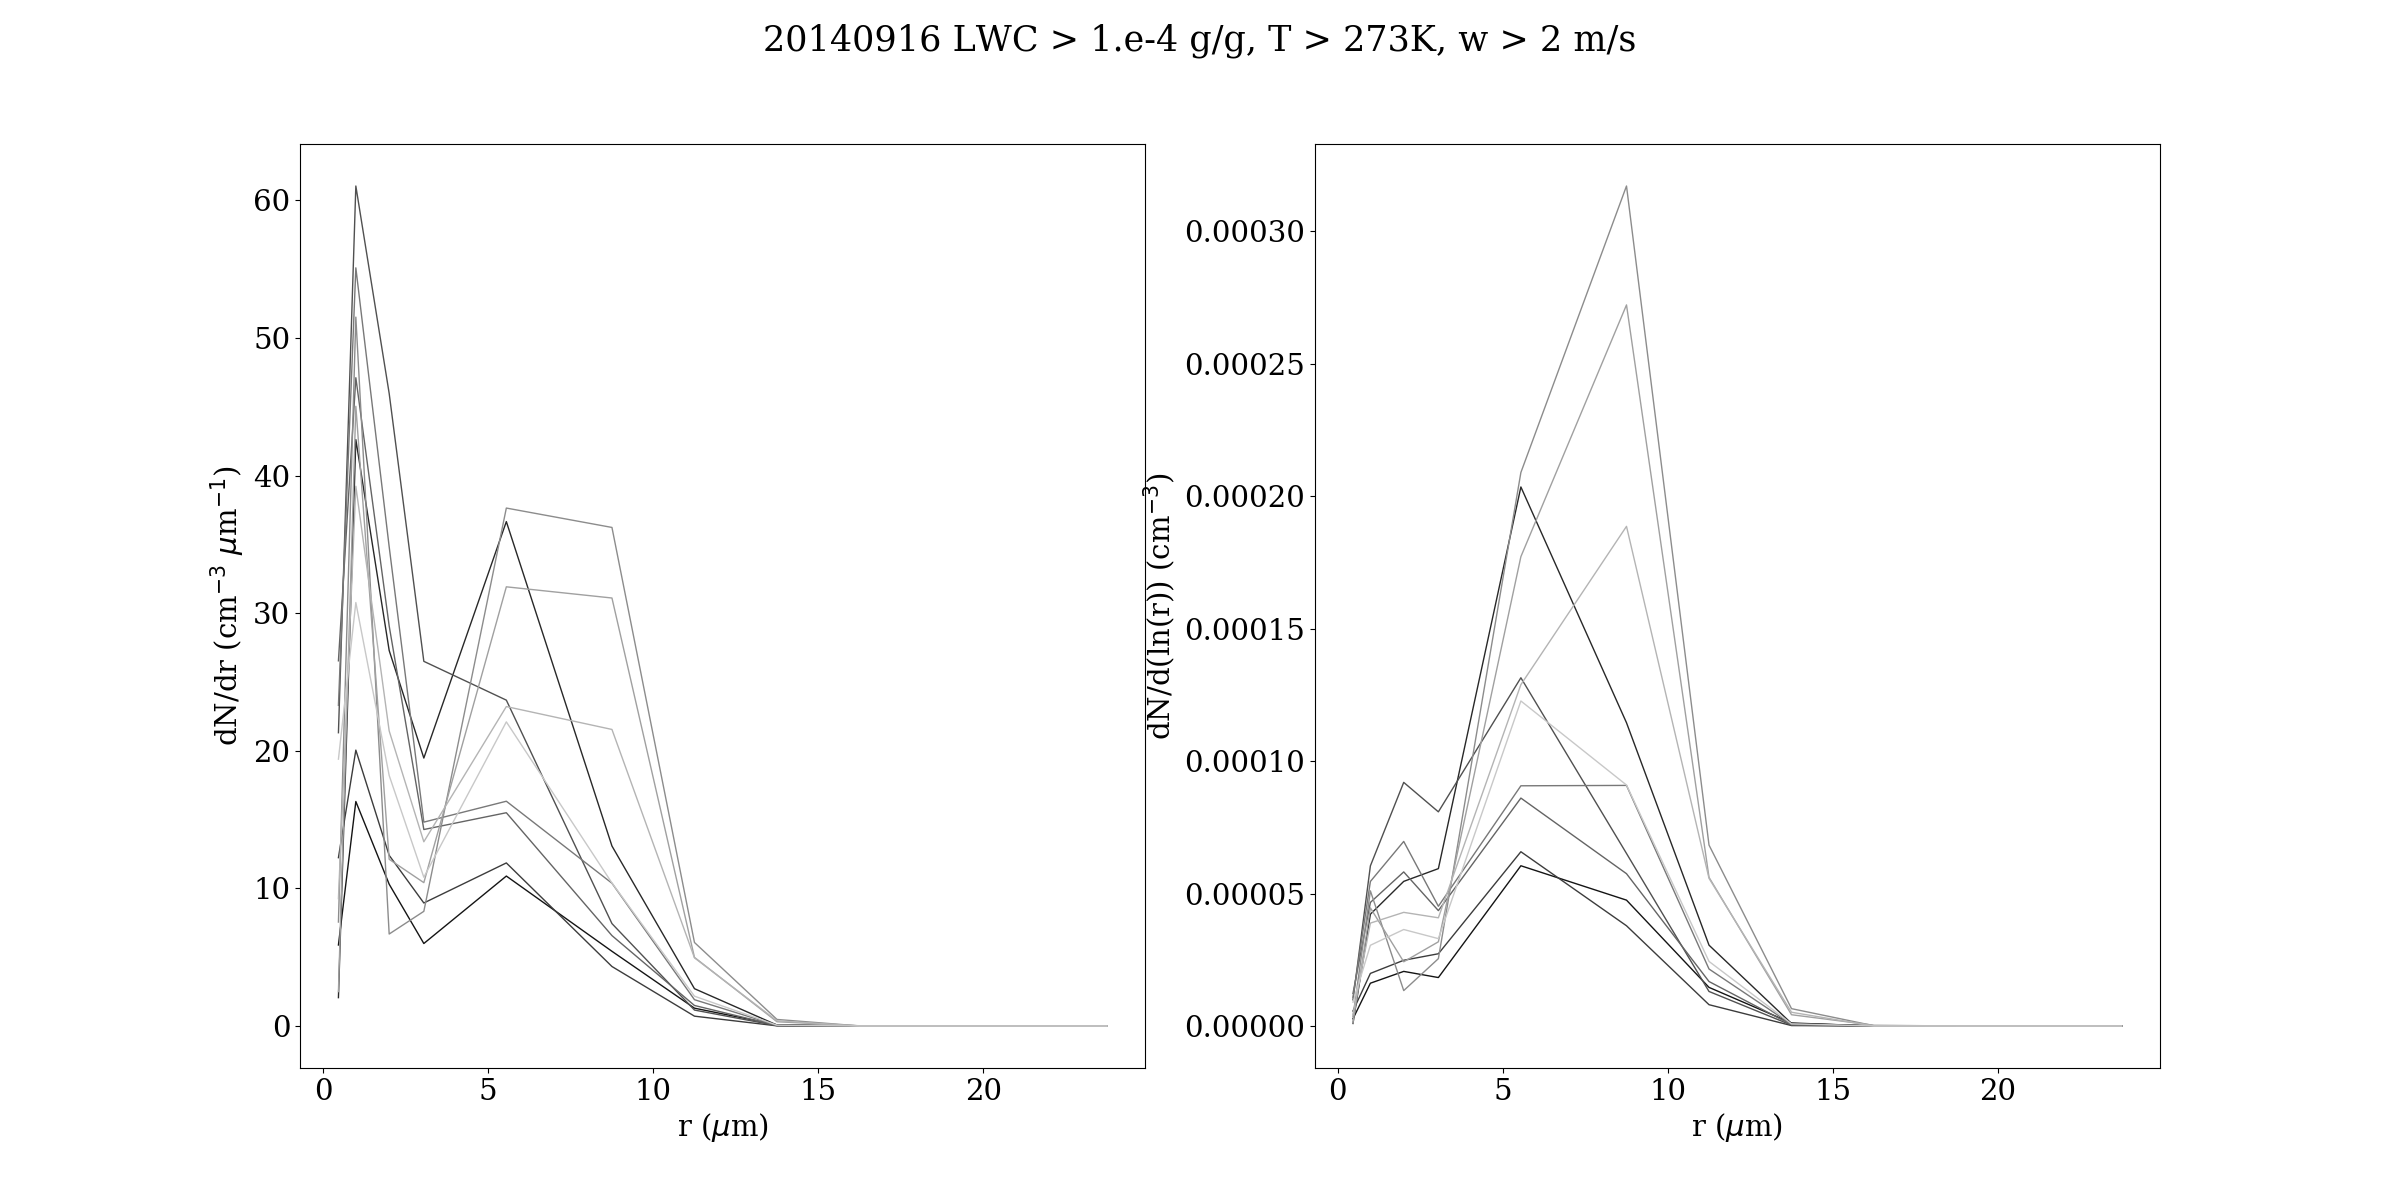 20140916 LWC > 1.e-4 g/g, T > 273K, w > 2 m/s
dN/dr (cm⁻³ μm⁻¹)
60
50
40
30
20
10
0
0 5 10 15 20
r (μm)
dN/d(ln(r)) (cm⁻³)
0.00030
0.00025
0.00020
0.00015
0.00010
0.00005
0.00000
0 5 10 15 20
r (μm)